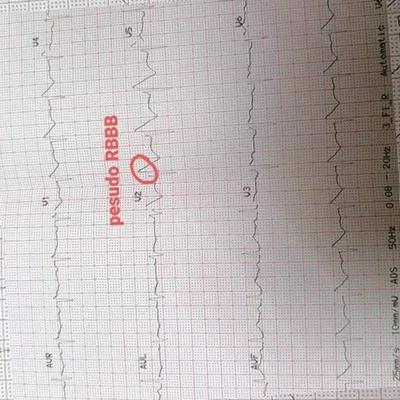 AVR V1 V4
pesudo RBBB
AVL V2 V5
AVF V3 V6
25mm/s 10mm/mV ADS 50Hz 0.08 - 20Hz 3_F1_R Automatic